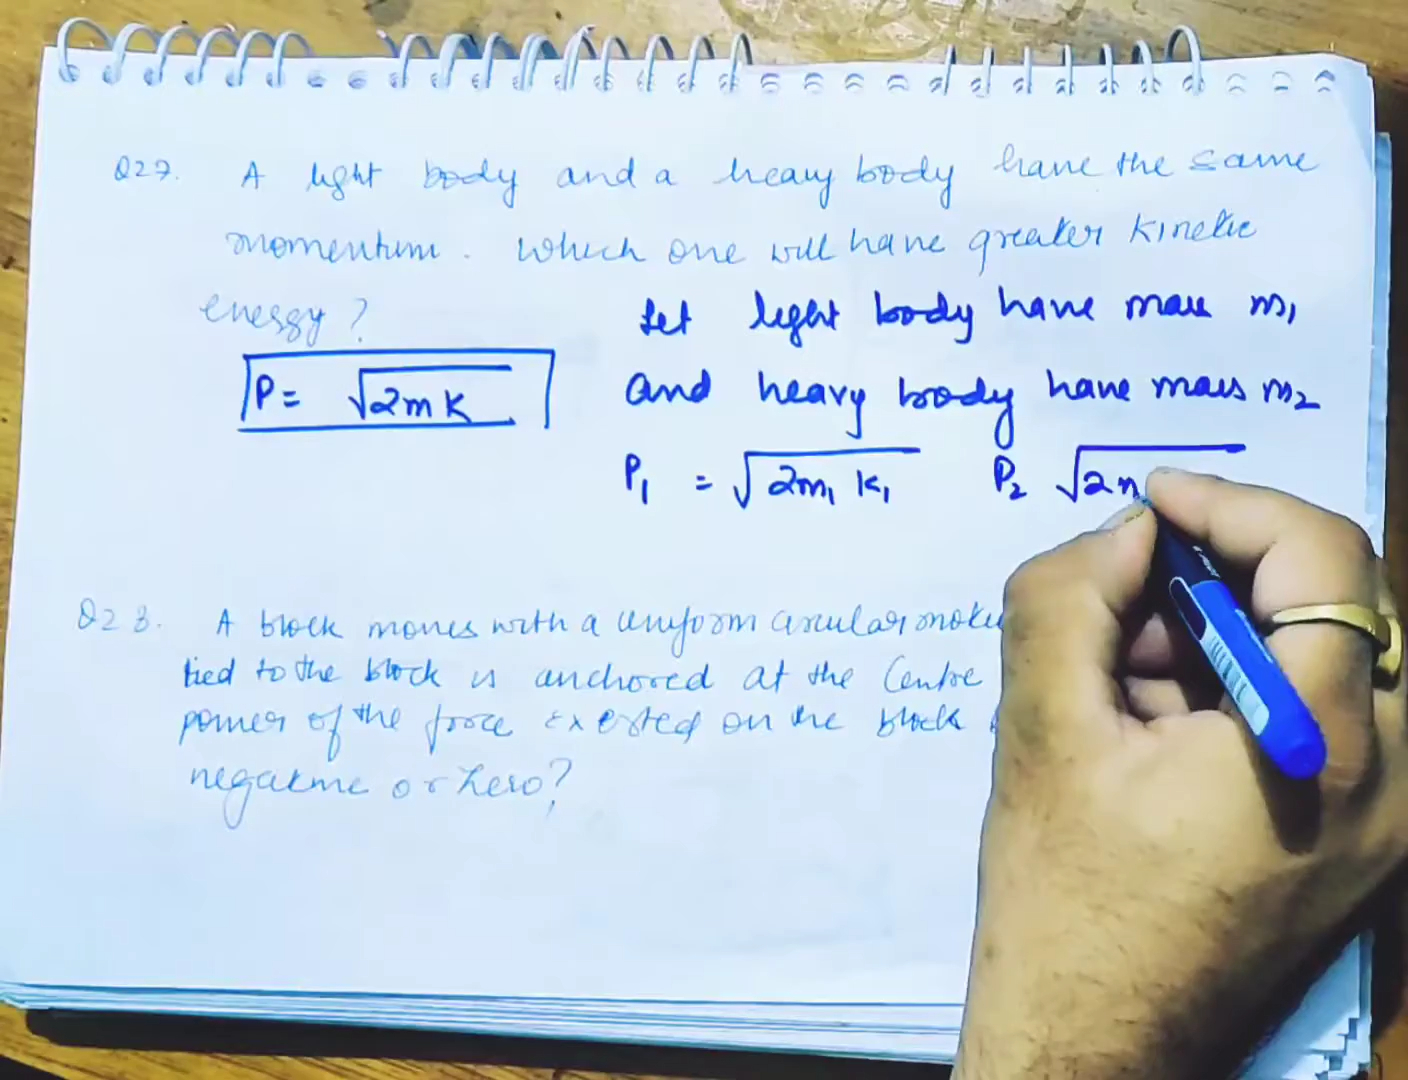 Q27. A light body and a heavy body have the same
momentum. Which one will have greater kinetic
energy?
Let light body have mass m₁
P = √2mK
and heavy body have mass m₂
P₁ = √2m₁ K₁ P₂ √2m
Q28. A block moves with a uniform circular
tied to the block is anchored at the Centre
power of the force exerted on the block
negative or zero?